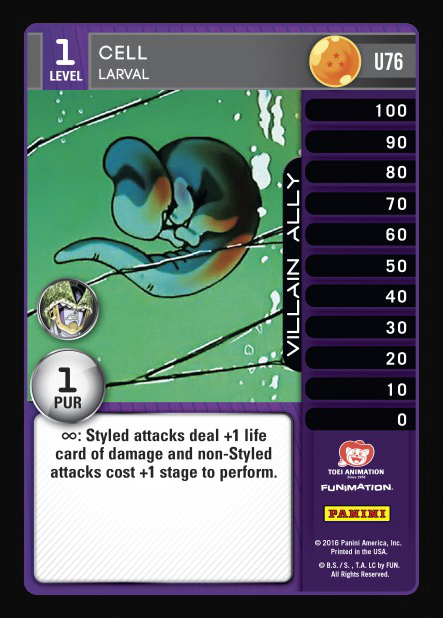 1
LEVEL
CELL
LARVAL
U76
100
90
80
70
60
50
40
30
20
10
0
VILLAIN ALLY
1
PUR
∞: Styled attacks deal +1 life
card of damage and non-Styled
attacks cost +1 stage to perform.
TOEI ANIMATION
Since 1956
FUNIMATION.
PANINI
© 2016 Panini America, Inc.
Printed in the USA.
© B.S. / S. , T.A. LC by FUN.
All Rights Reserved.